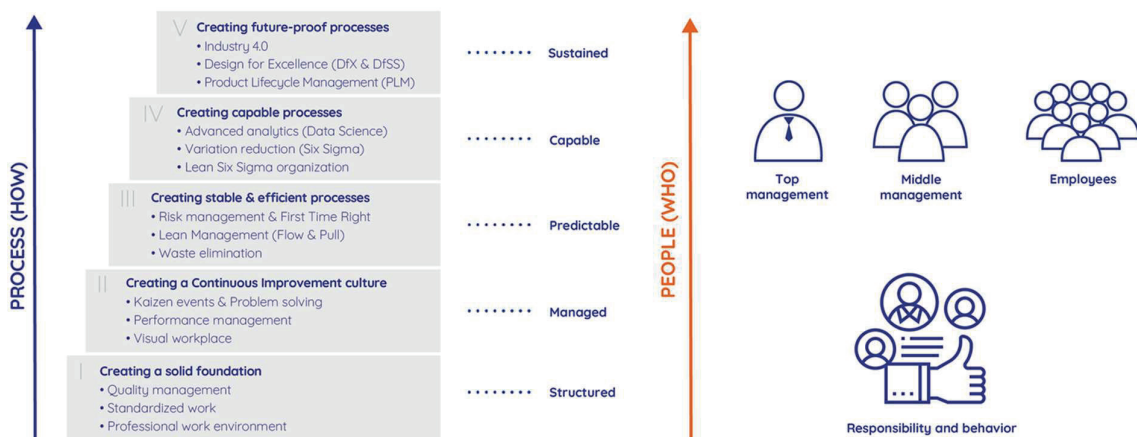 PROCESS (HOW)
V
Creating future-proof processes
• Industry 4.0
• Design for Excellence (DfX & DfSS)
• Product Lifecycle Management (PLM)
Sustained
IV
Creating capable processes
• Advanced analytics (Data Science)
• Variation reduction (Six Sigma)
• Lean Six Sigma organization
Capable
III
Creating stable & efficient processes
• Risk management & First Time Right
• Lean Management (Flow & Pull)
• Waste elimination
Predictable
II
Creating a Continuous Improvement culture
• Kaizen events & Problem solving
• Performance management
• Visual workplace
Managed
I
Creating a solid foundation
• Quality management
• Standardized work
• Professional work environment
Structured
PEOPLE (WHO)
Top
management
Middle
management
Employees
Responsibility and behavior